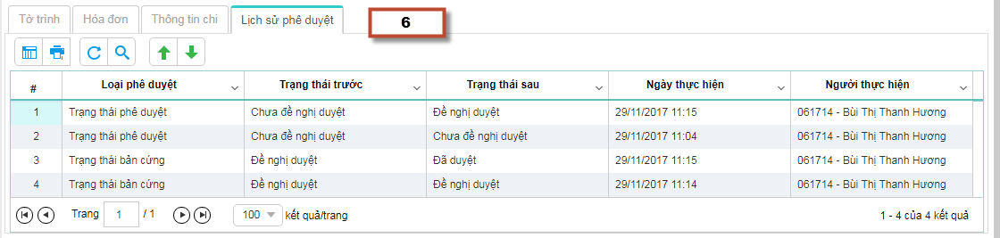 Tờ trình Hóa đơn Thông tin chi Lịch sử phê duyệt 6
# Loại phê duyệt Trạng thái trước Trạng thái sau Ngày thực hiện Người thực hiện
1 Trạng thái phê duyệt Chưa đề nghị duyệt Đề nghị duyệt 29/11/2017 11:15 061714 - Bùi Thị Thanh Hương
2 Trạng thái phê duyệt Chưa đề nghị duyệt Chưa đề nghị duyệt 29/11/2017 11:04 061714 - Bùi Thị Thanh Hương
3 Trạng thái bản cứng Đề nghị duyệt Đã duyệt 29/11/2017 11:15 061714 - Bùi Thị Thanh Hương
4 Trạng thái bản cứng Đề nghị duyệt Đề nghị duyệt 29/11/2017 11:14 061714 - Bùi Thị Thanh Hương
Trang 1 / 1 100 kết quả/trang 1 - 4 của 4 kết quả